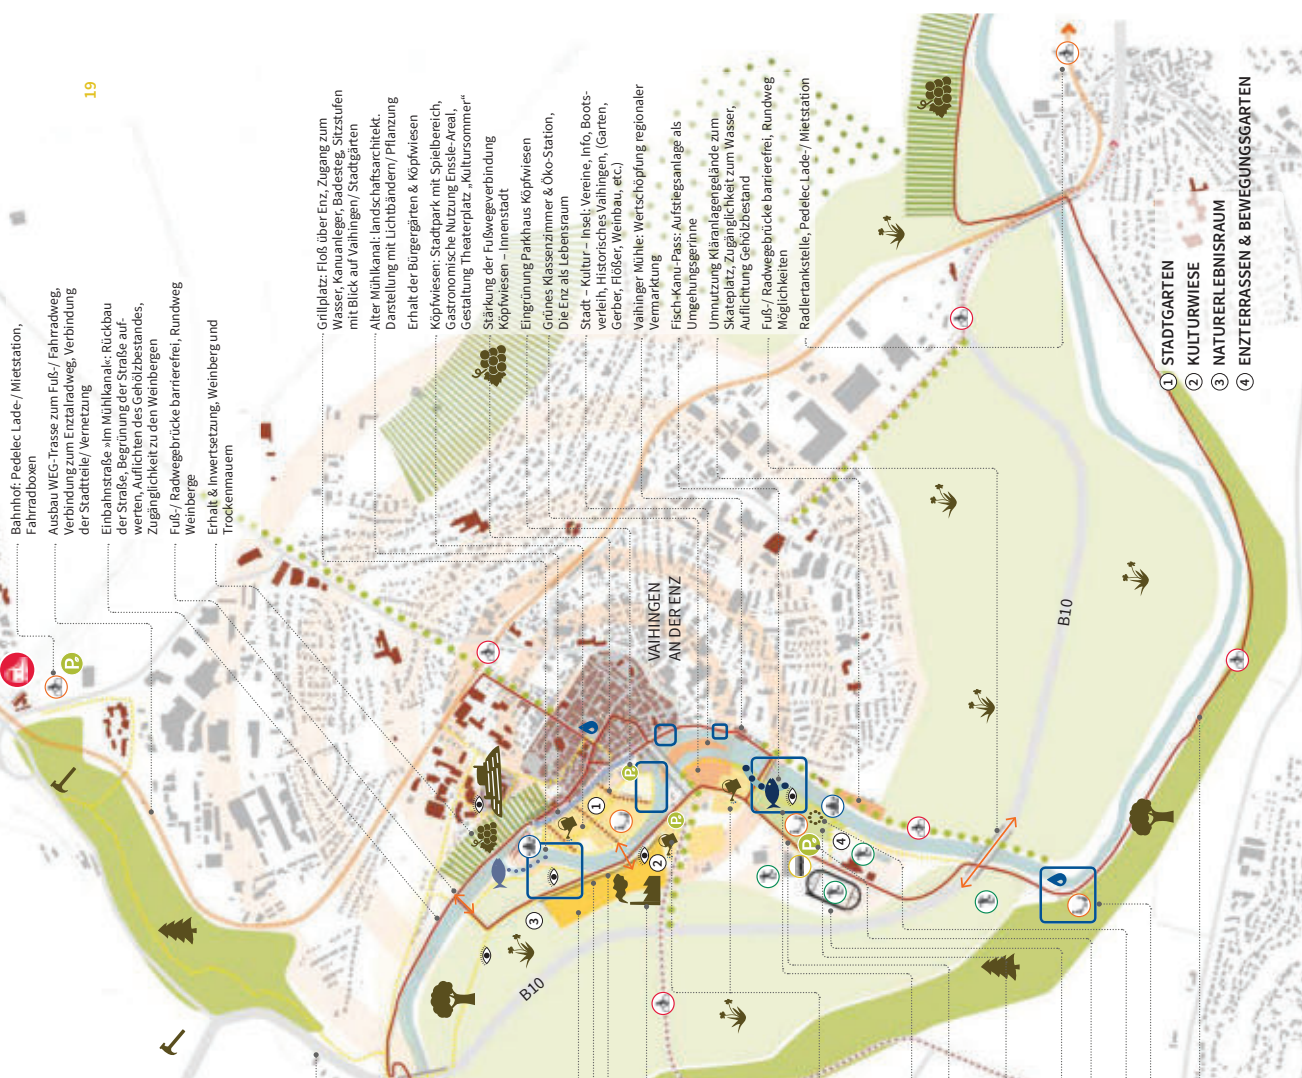 19
Bahnhof: Pedelec Lade-/ Mietstation,
Fahrradboxen
Ausbau WEG-Trasse zum Fuß-/ Fahrradweg,
Verbindung zum Enztalradweg, Verbindung
der Stadtteile/ Vernetzung
Einbahnstraße »Im Mühlkanal«: Rückbau
der Straße, Begrünung der Straße auf-
werten, Auflichten des Gehölzbestandes,
Zugänglichkeit zu den Weinbergen
Fuß-/ Radwegebrücke barrierefrei, Rundweg
Weinberge
Erhalt & Inwertsetzung, Weinberg und
Trockenmauern
Grillplatz: Floß über Enz, Zugang zum
Wasser, Kanuanleger, Badesteg, Sitzstufen
mit Blick auf Vaihingen/ Stadtgärten
Alter Mühlkanal: landschaftsarchitekt.
Darstellung mit Lichtbändern/ Pflanzung
Erhalt der Bürgergärten & Köpfwiesen
Köpfwiesen: Stadtpark mit Spielbereich,
Gastronomische Nutzung Enssle-Areal,
Gestaltung Theaterplatz „Kultursommer“
Stärkung der Fußwegeverbindung
Köpfwiesen – Innenstadt
Eingrünung Parkhaus Köpfwiesen
Grünes Klassenzimmer & Öko-Station,
Die Enz als Lebensraum
Stadt – Kultur – Insel: Vereine, Info, Boots-
verleih, Historisches Vaihingen, (Garten,
Gerber, Flößer, Weinbau, etc.)
Vaihinger Mühle: Wertschöpfung regionaler
Vermarktung
Fisch-Kanu-Pass: Aufstiegsanlage als
Umgehungsgerinne
Umnutzung Kläranlagengelände zum
Skateplatz, Zugänglichkeit zum Wasser,
Auflichtung Gehölzbestand
Fuß-/ Radwegebrücke barrierefrei, Rundweg
Möglichkeiten
Radlertankstelle, Pedelec Lade-/ Mietstation
VAIHINGEN
AN DER ENZ
B10
B10
P.
P.
P.
P.
1
2
3
4
1 STADTGARTEN
2 KULTURWIESE
3 NATURERLEBNISRAUM
4 ENZTERRASSEN & BEWEGUNGSGARTEN